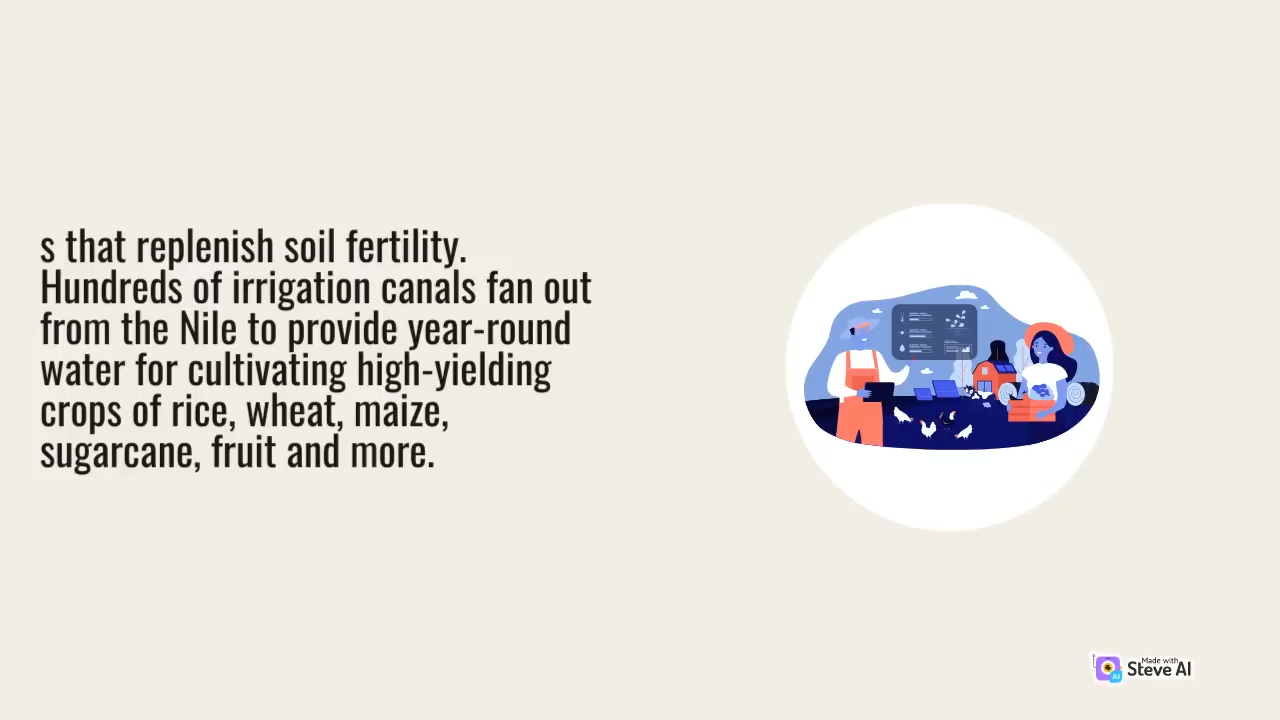 s that replenish soil fertility.
Hundreds of irrigation canals fan out
from the Nile to provide year-round
water for cultivating high-yielding
crops of rice, wheat, maize,
sugarcane, fruit and more.
Made with
Steve AI
AI